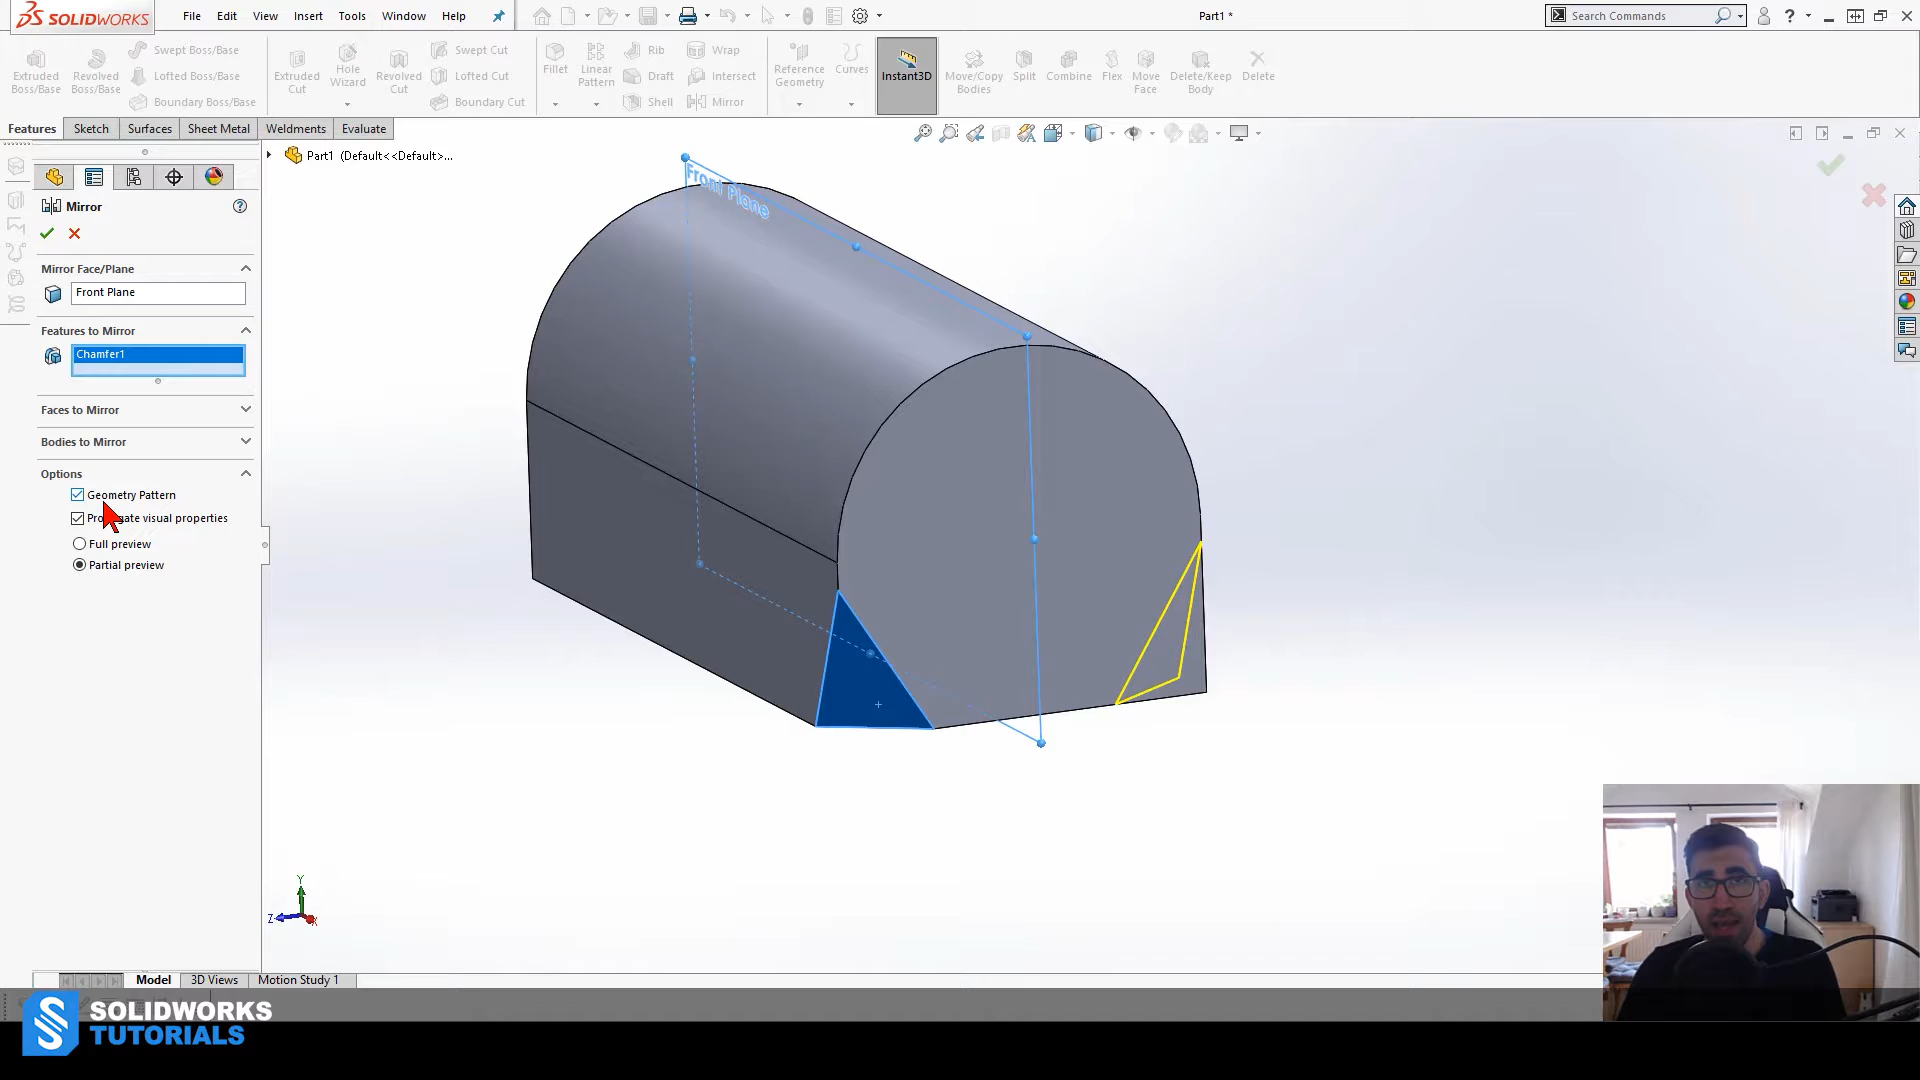 SOLIDWORKS
File Edit View Insert Tools Window Help
Part1 *
Search Commands
?
Extruded Boss/Base
Revolved Boss/Base
Swept Boss/Base
Lofted Boss/Base
Boundary Boss/Base
Extruded Cut
Hole Wizard
Revolved Cut
Swept Cut
Lofted Cut
Boundary Cut
Fillet
Linear Pattern
Rib
Draft
Shell
Wrap
Intersect
Mirror
Reference Geometry
Curves
Instant3D
Move/Copy Bodies
Split
Combine
Flex
Move Face
Delete/Keep Body
Delete
Features Sketch Surfaces Sheet Metal Weldments Evaluate
Part1 (Default<<Default>...
Mirror
?
Mirror Face/Plane
Front Plane
Features to Mirror
Chamfer1
Faces to Mirror
Bodies to Mirror
Options
Geometry Pattern
visual properties
Full preview
Partial preview
Front Plane
Y
Z
X
Model 3D Views Motion Study 1
SOLIDWORKS
TUTORIALS